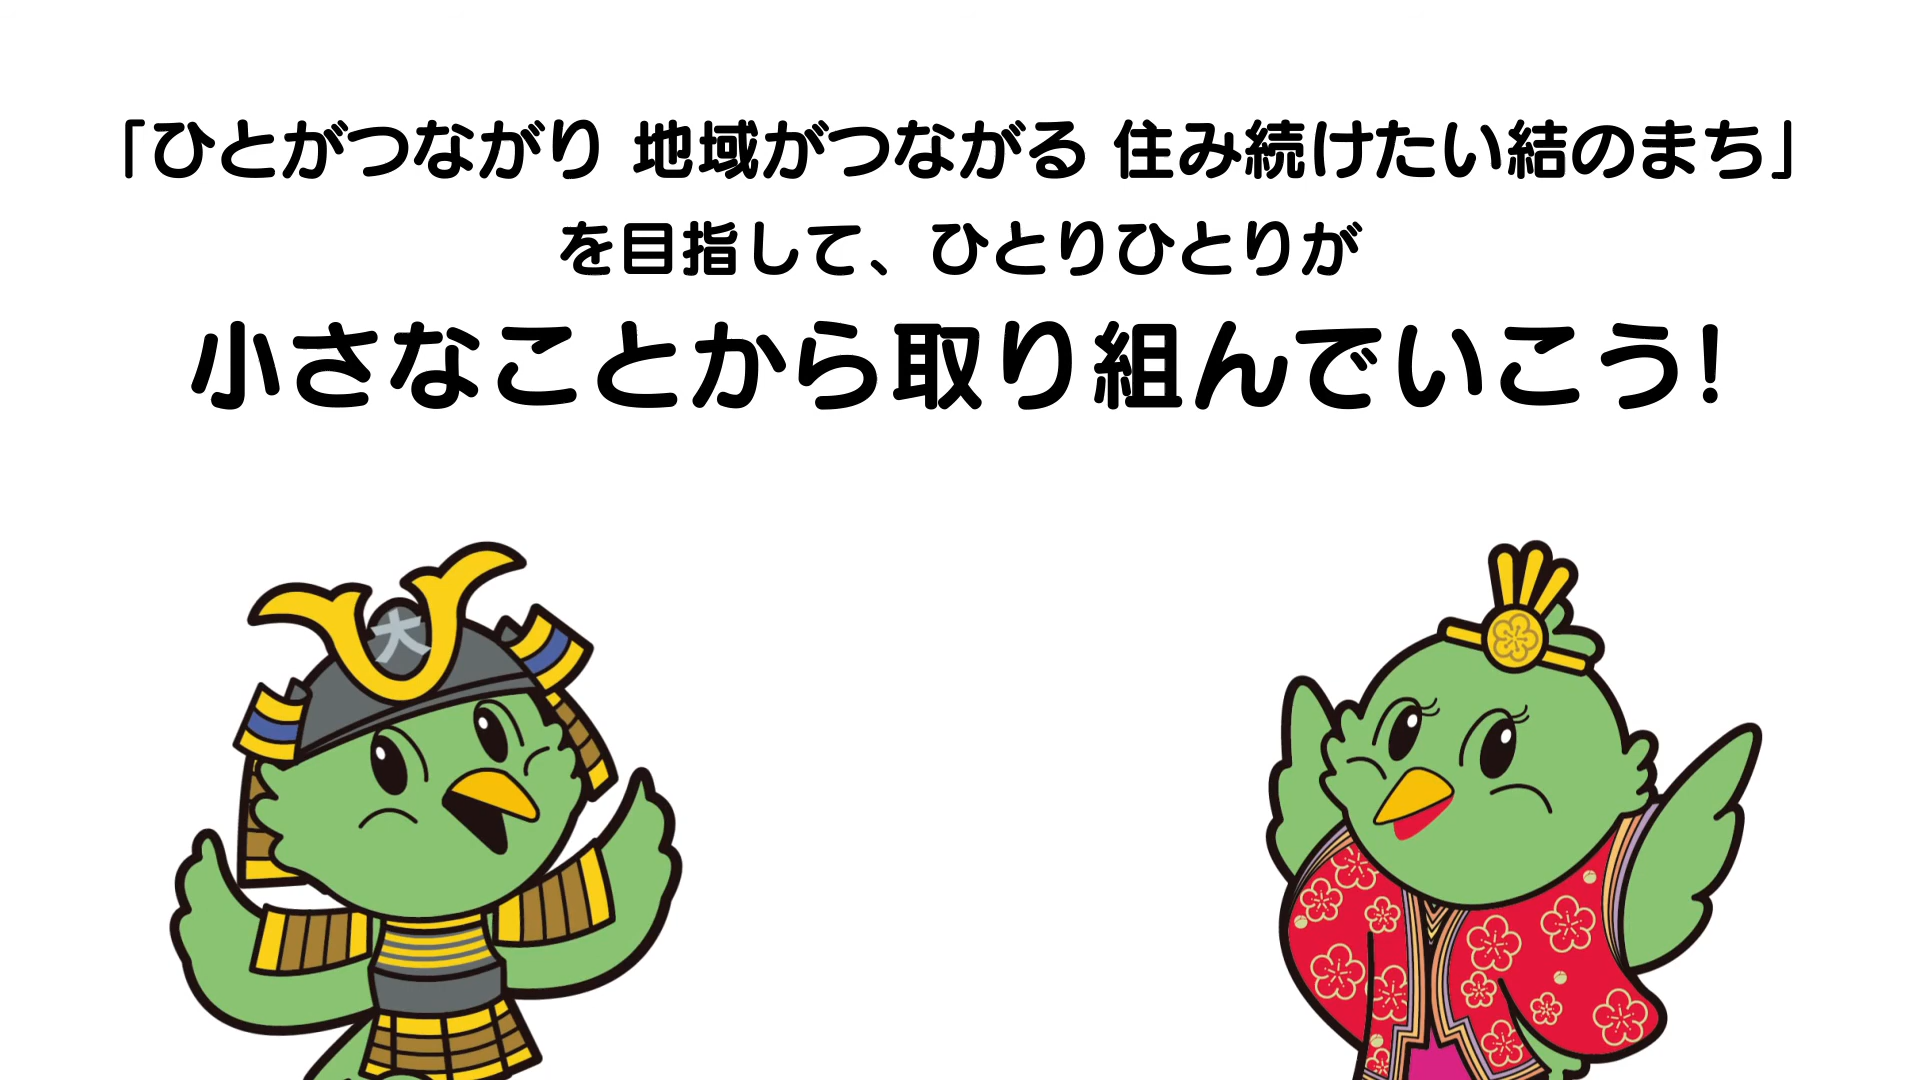 「ひとがつながり 地域がつながる 住み続けたい結のまち」
を目指して、ひとりひとりが
小さなことから取り組んでいこう!
大